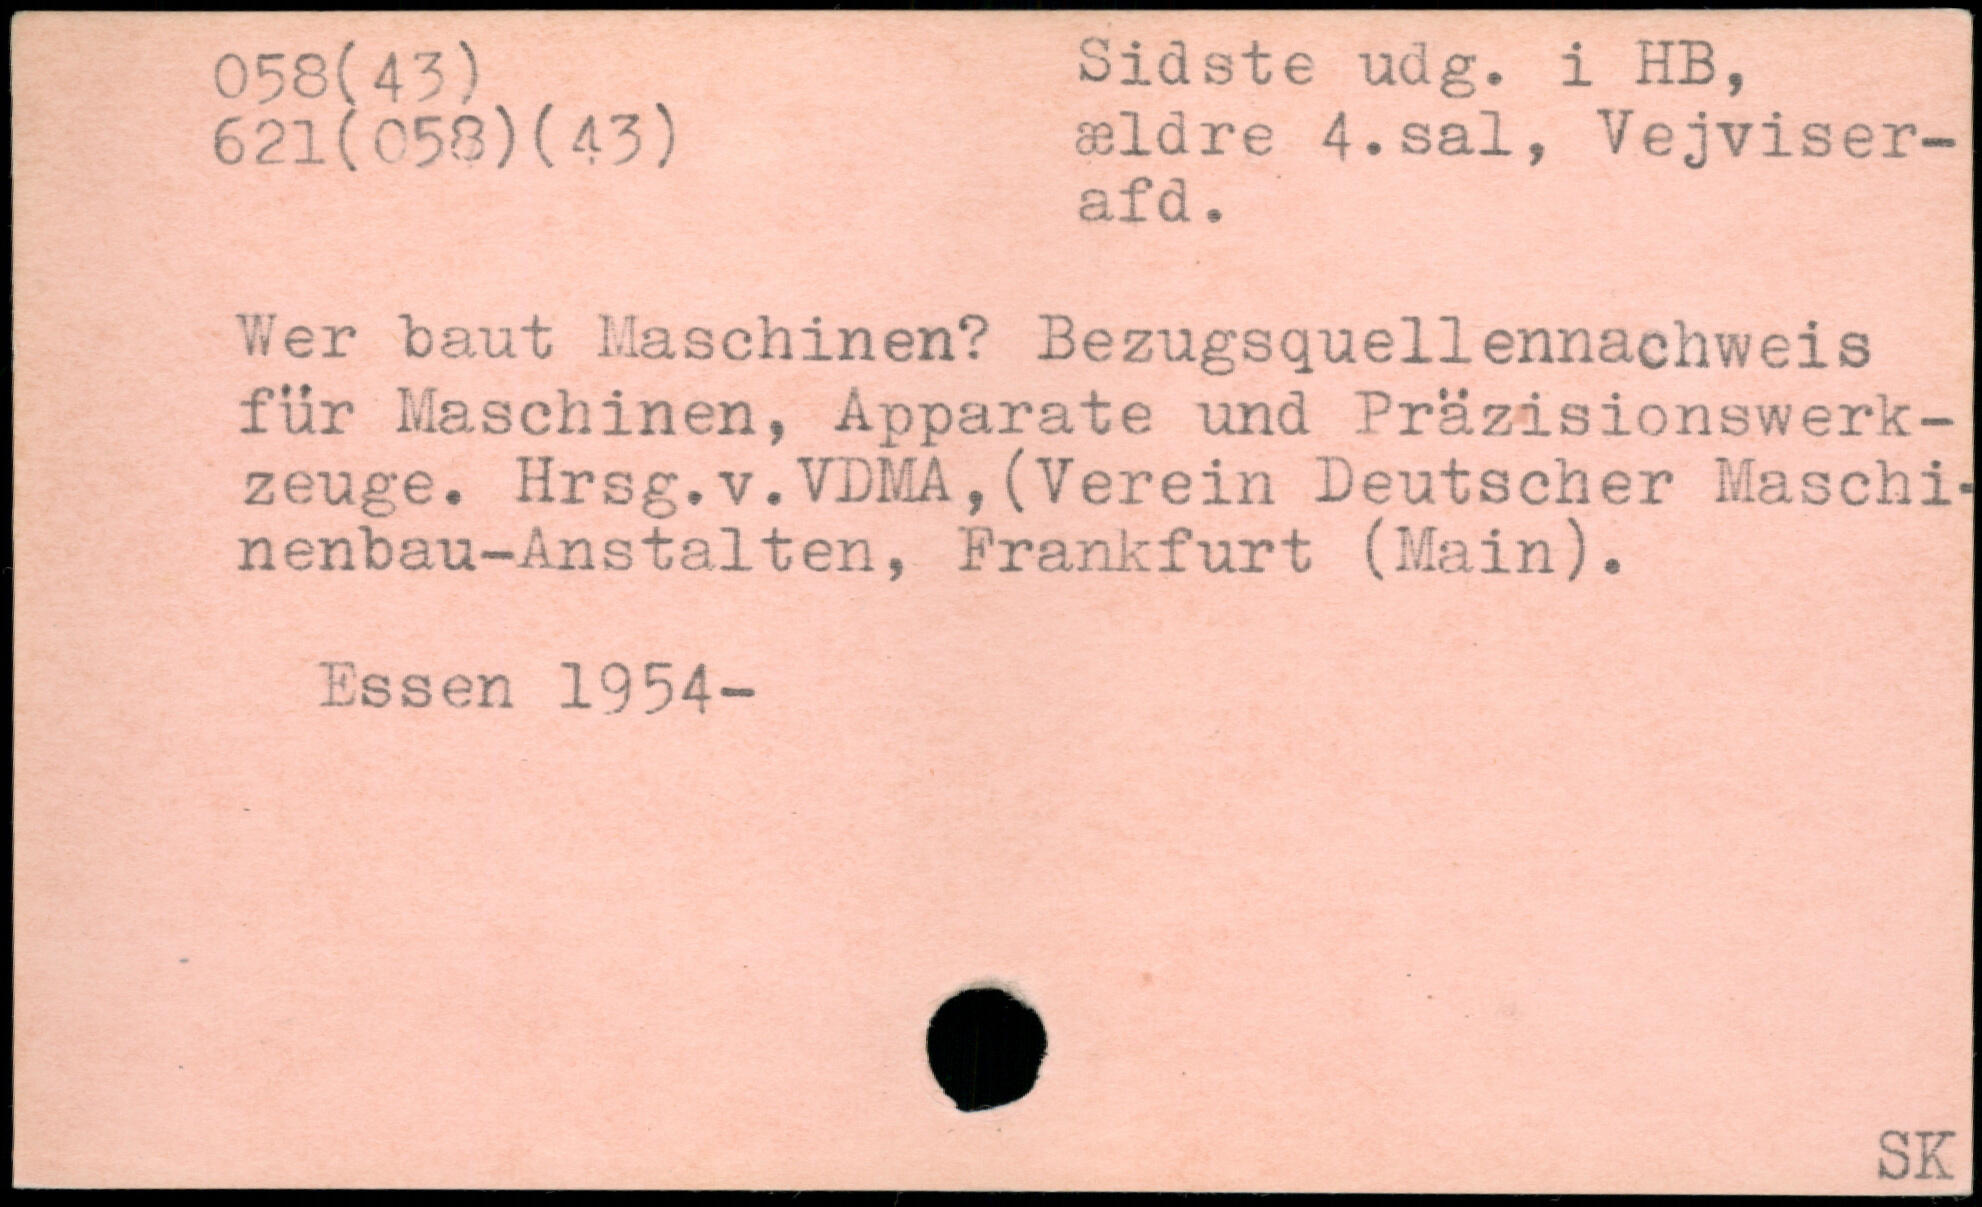 058(43)
621(058)(43)
Sidste udg. i HB,
ældre 4.sal, Vejviser-
afd.
Wer baut Maschinen? Bezugsquellennachweis
für Maschinen, Apparate und Präzisionswerk-
zeuge. Hrsg.v.VDMA,(Verein Deutscher Maschi-
nenbau-Anstalten, Frankfurt (Main).
Essen 1954-
SK